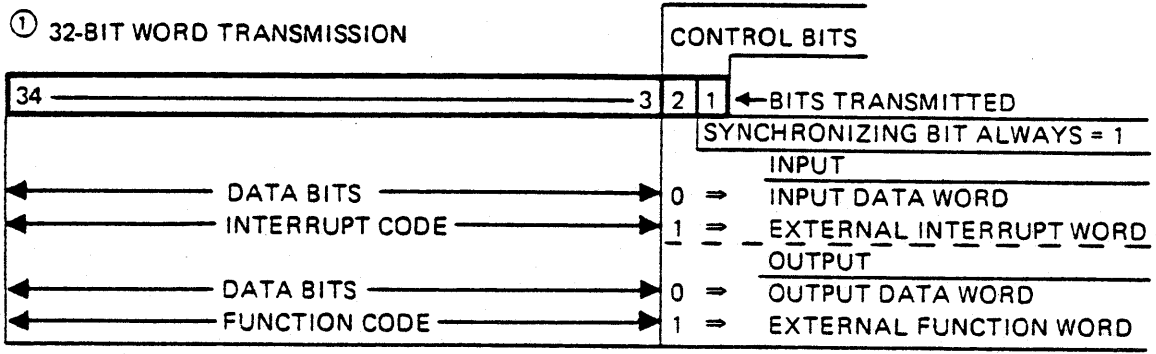 ① 32-BIT WORD TRANSMISSION
CONTROL BITS
34 3 2 1 BITS TRANSMITTED
SYNCHRONIZING BIT ALWAYS = 1
INPUT
DATA BITS 0 ⇒ INPUT DATA WORD
INTERRUPT CODE 1 ⇒ EXTERNAL INTERRUPT WORD
OUTPUT
DATA BITS 0 ⇒ OUTPUT DATA WORD
FUNCTION CODE 1 ⇒ EXTERNAL FUNCTION WORD